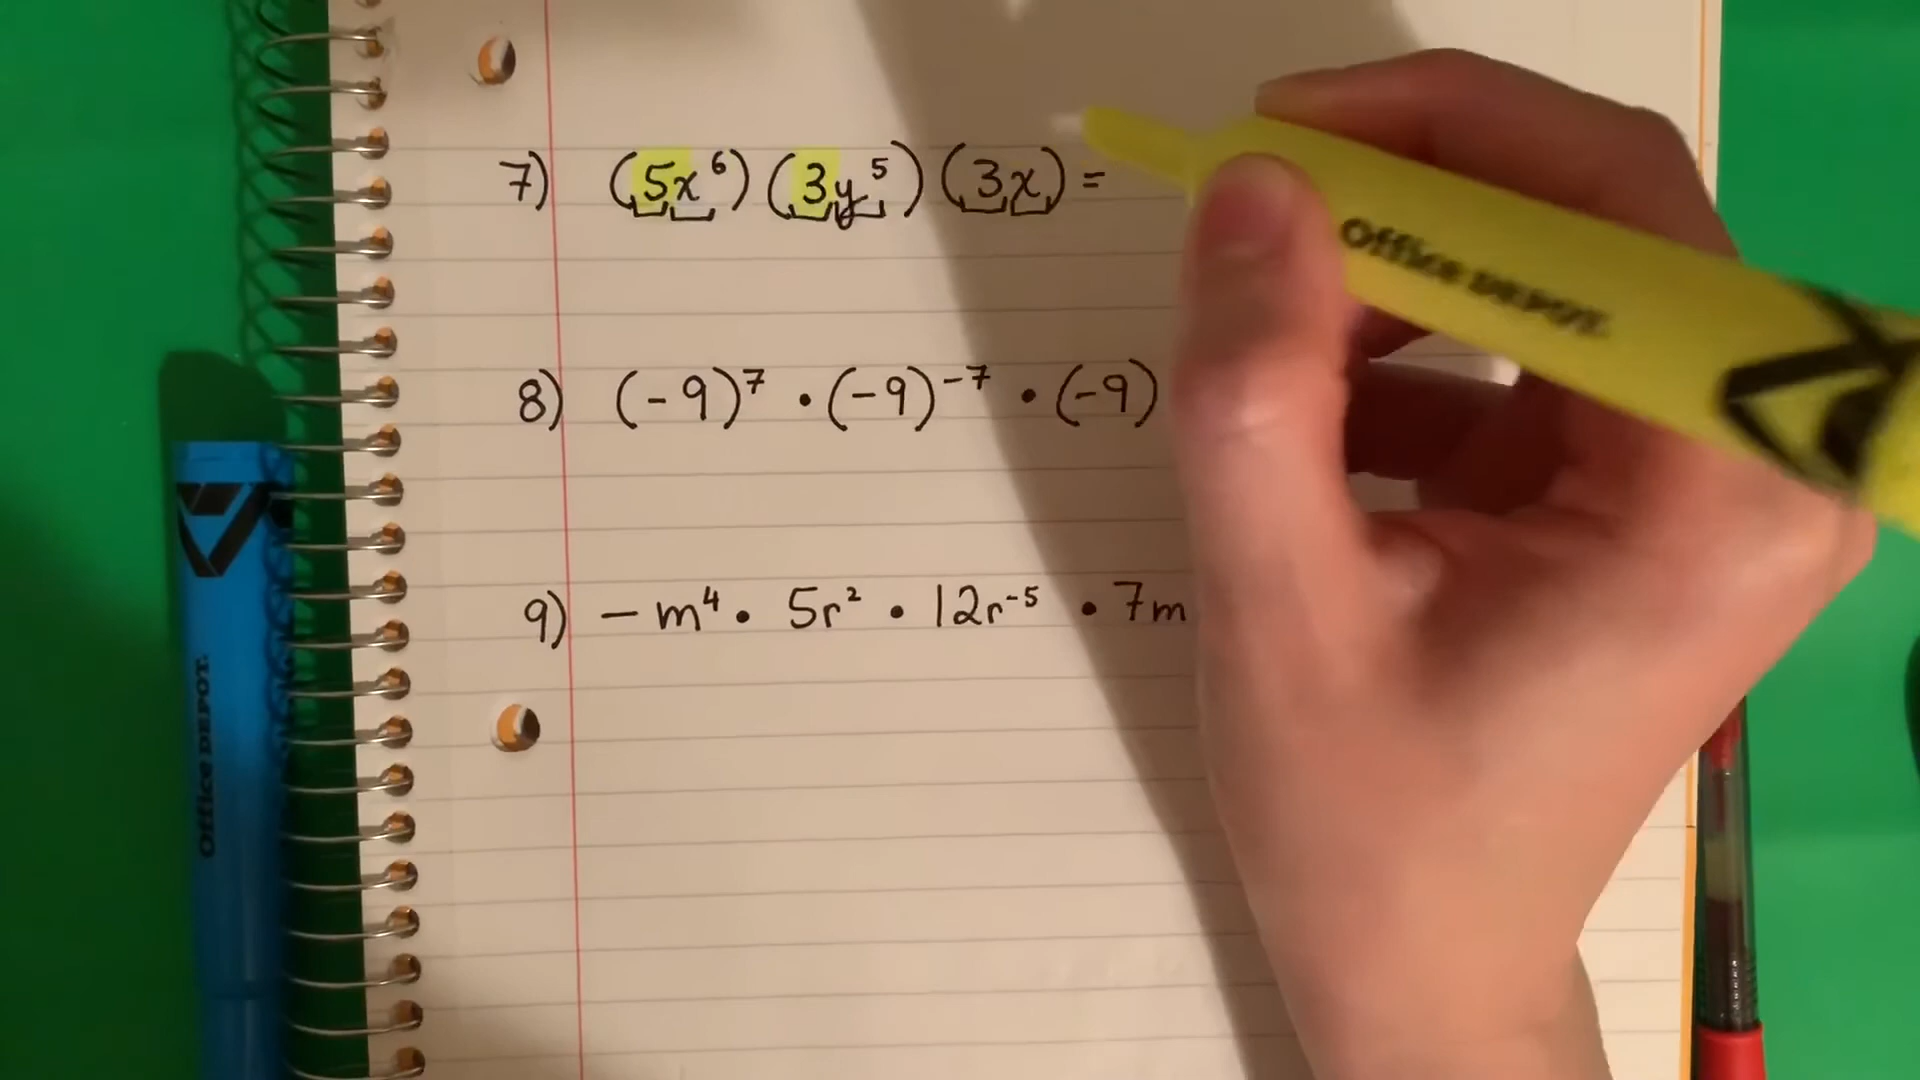 7) (5x⁶)(3y⁵)(3x) =
Office DEPOT.
8) (-9)⁷ • (-9)⁻⁷ • (-9)
9) - m⁴ • 5r² • 12r⁻⁵ • 7m
Office DEPOT.